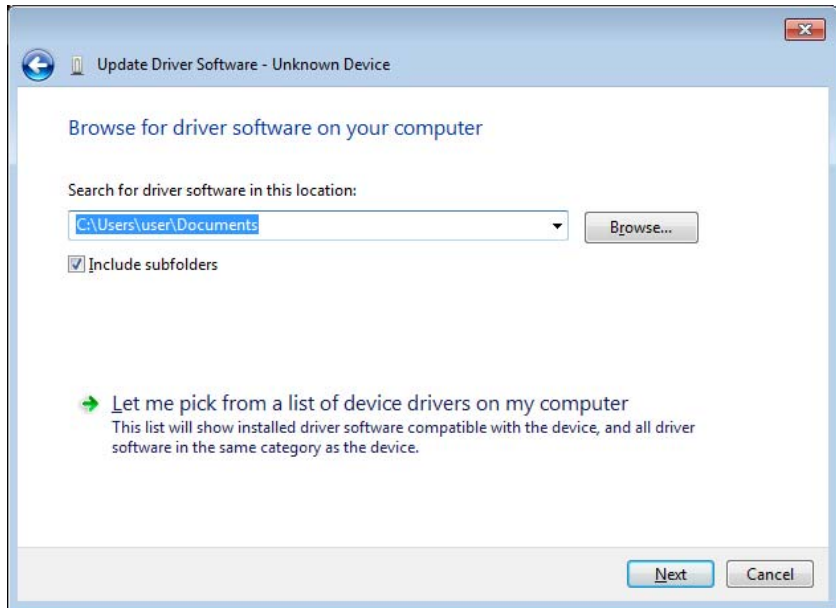 Update Driver Software - Unknown Device
Browse for driver software on your computer
Search for driver software in this location:
C:\Users\user\Documents
Browse...
Include subfolders
Let me pick from a list of device drivers on my computer
This list will show installed driver software compatible with the device, and all driver
software in the same category as the device.
Next Cancel